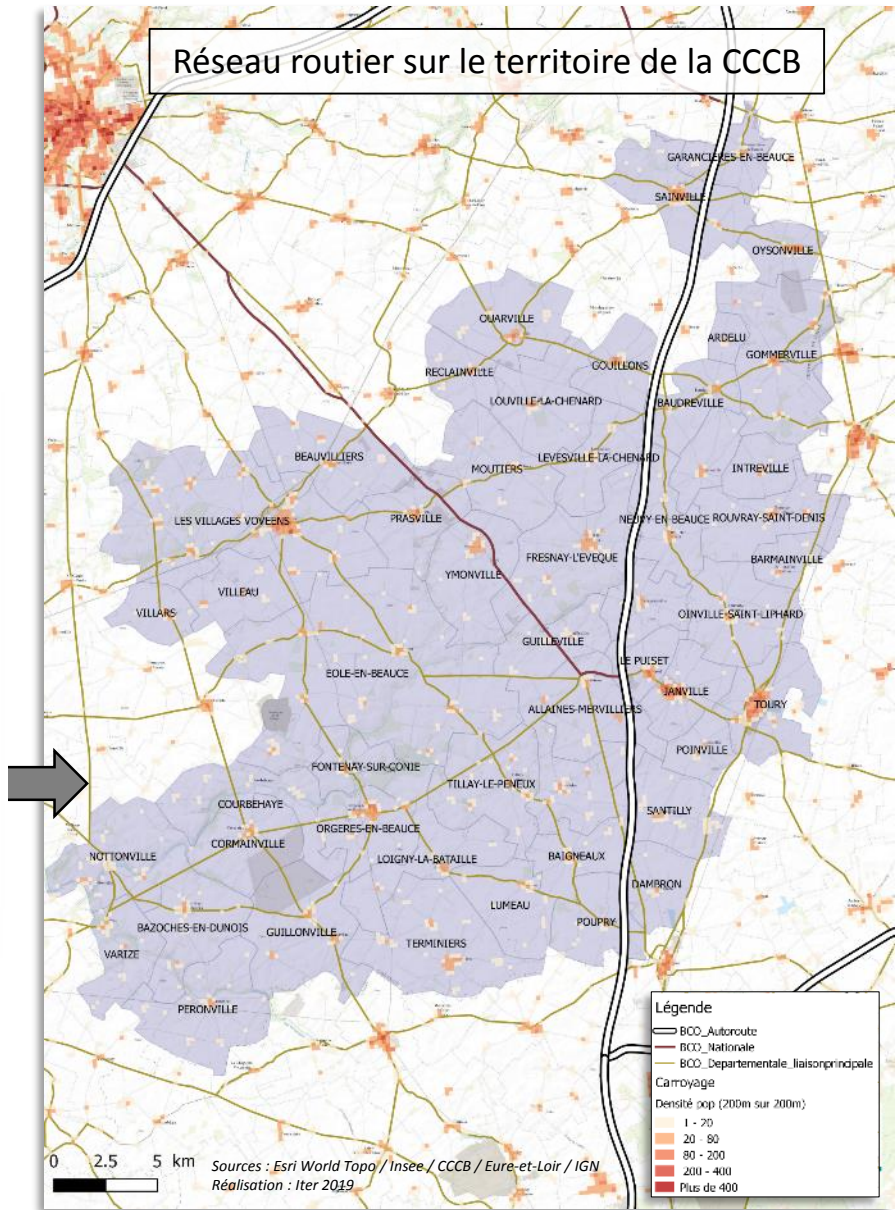 Réseau routier sur le territoire de la CCCB
GARANCIERES-EN-BEAUCE
SAINVILLE
OYSONVILLE
OUARVILLE
ARDELU
GOMMERVILLE
RECLAINVILLE
GOUILLONS
LOUVILLE-LA-CHENARD
BAUDREVILLE
BEAUVILLIERS
LEVESVILLE-LA-CHENARD
MOUTIERS
INTREVILLE
LES VILLAGES VOVEENS
PRASVILLE
NEUVY-EN-BEAUCE
ROUVRAY-SAINT-DENIS
FRESNAY-L'EVEQUE
BARMAINVILLE
YMONVILLE
VILLEAU
VILLARS
OINVILLE-SAINT-LIPHARD
GUILLEVILLE
LE PUISET
EOLE-EN-BEAUCE
JANVILLE
TOURY
ALLAINES-MERVILLIERS
POINVILLE
FONTENAY-SUR-CONIE
TILLAY-LE-PENEUX
COURBEHAYE
SANTILLY
ORGERES-EN-BEAUCE
CORMAINVILLE
NOTTONVILLE
LOIGNY-LA-BATAILLE
BAIGNEAUX
DAMBRON
LUMEAU
POUPRY
BAZOCHES-EN-DUNOIS
GUILLONVILLE
TERMINIERS
VARIZE
PERONVILLE
Légende
BCO_Autoroute
BCO_Nationale
BCO_Departementale_liaisonprincipale
Carroyage
Densité pop (200m sur 200m)
1 - 20
20 - 80
80 - 200
200 - 400
Plus de 400
0 2.5 5 km
Sources : Esri World Topo / Insee / CCCB / Eure-et-Loir / IGN
Réalisation : Iter 2019